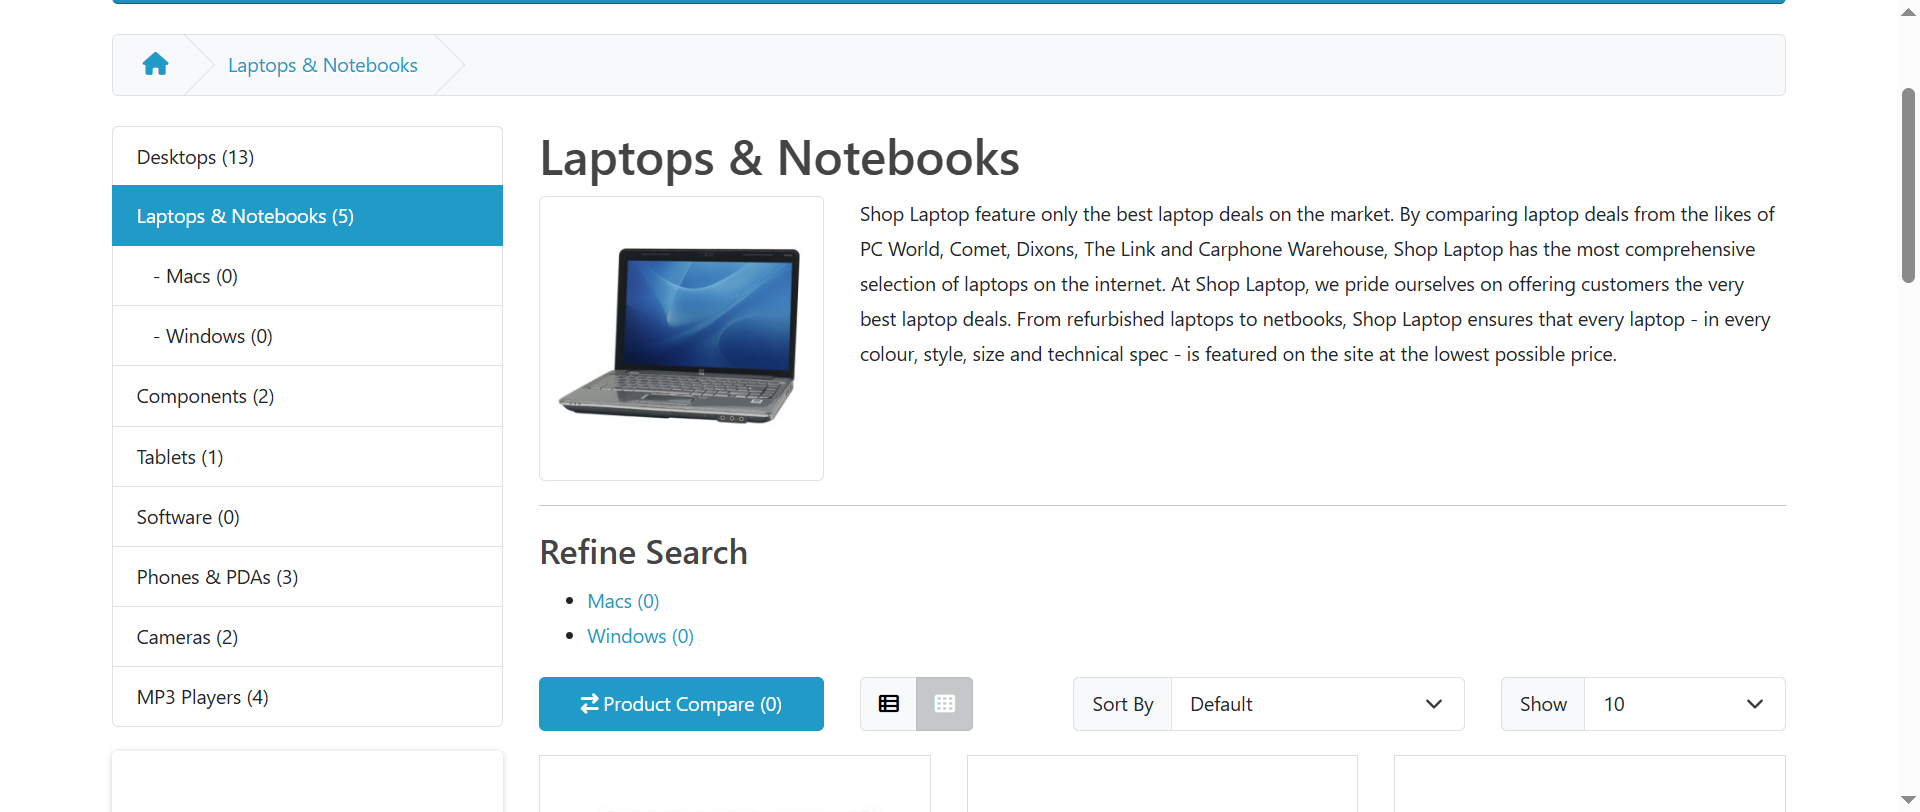 Laptops & Notebooks
Desktops (13)
Laptops & Notebooks (5)
- Macs (0)
- Windows (0)
Components (2)
Tablets (1)
Software (0)
Phones & PDAs (3)
Cameras (2)
MP3 Players (4)
Laptops & Notebooks
Shop Laptop feature only the best laptop deals on the market. By comparing laptop deals from the likes of
PC World, Comet, Dixons, The Link and Carphone Warehouse, Shop Laptop has the most comprehensive
selection of laptops on the internet. At Shop Laptop, we pride ourselves on offering customers the very
best laptop deals. From refurbished laptops to netbooks, Shop Laptop ensures that every laptop - in every
colour, style, size and technical spec - is featured on the site at the lowest possible price.
Refine Search
Macs (0)
Windows (0)
Product Compare (0)
Sort By Default
Show 10